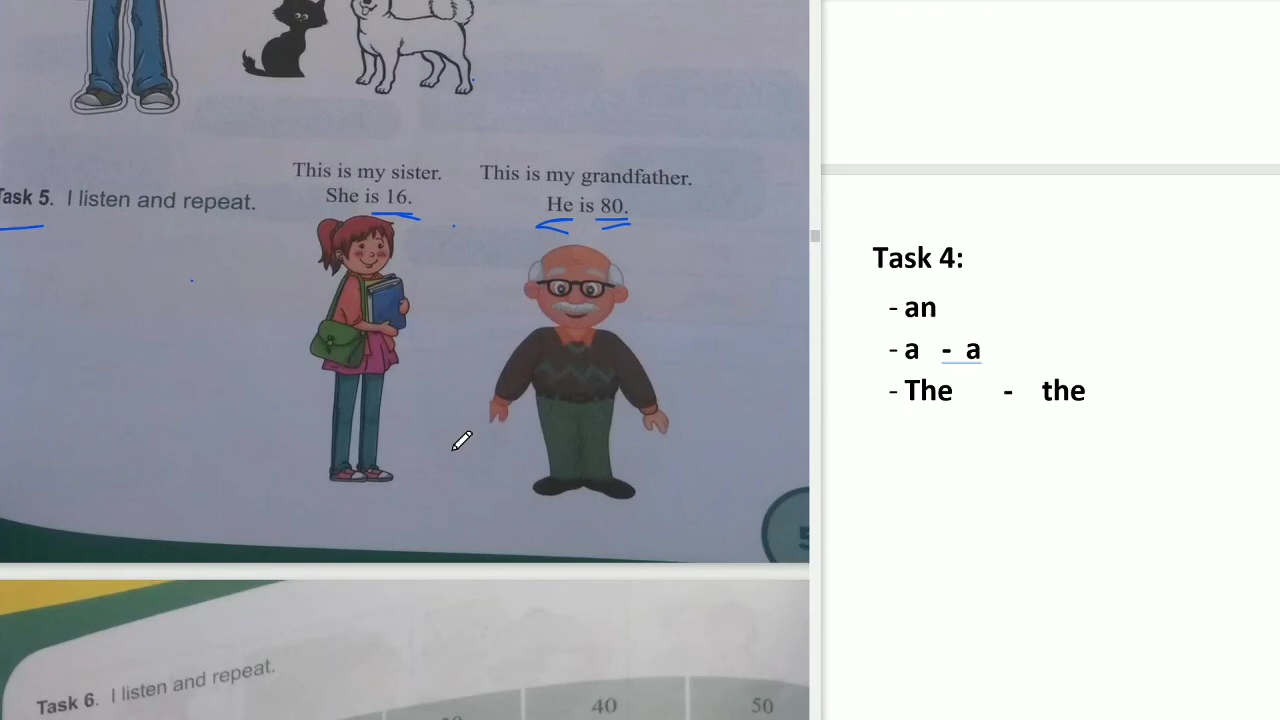 This is my sister.
She is 16.
This is my grandfather.
He is 80.
Task 5. I listen and repeat.
Task 6. I listen and repeat.
40
50
Task 4:
- an
- a - a
- The - the